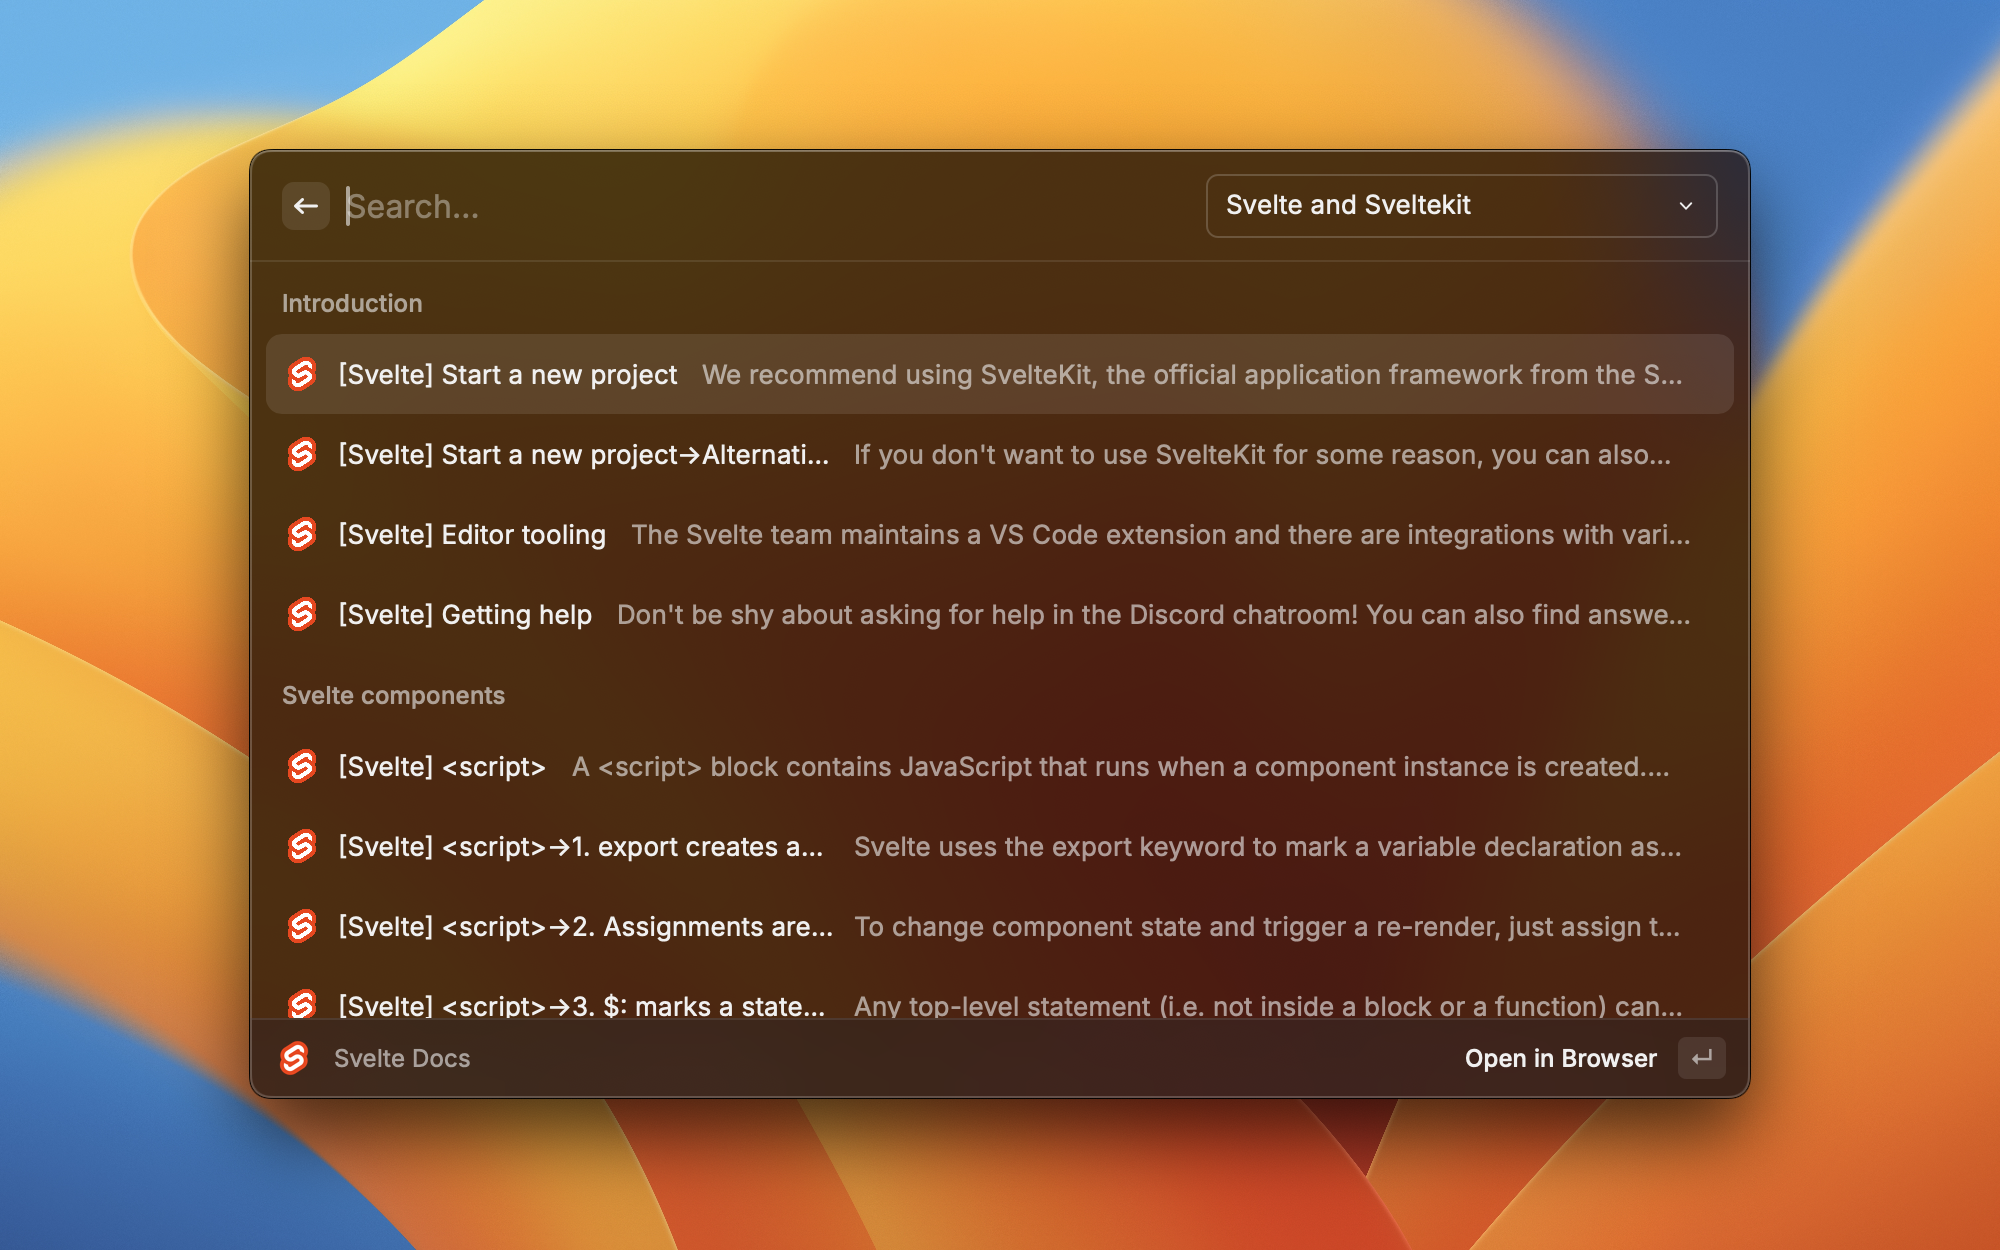 Search...
Svelte and Sveltekit
Introduction
[Svelte] Start a new project We recommend using SvelteKit, the official application framework from the S...
[Svelte] Start a new project→Alternati... If you don't want to use SvelteKit for some reason, you can also...
[Svelte] Editor tooling The Svelte team maintains a VS Code extension and there are integrations with vari...
[Svelte] Getting help Don't be shy about asking for help in the Discord chatroom! You can also find answe...
Svelte components
[Svelte] <script> A <script> block contains JavaScript that runs when a component instance is created....
[Svelte] <script>→1. export creates a... Svelte uses the export keyword to mark a variable declaration as...
[Svelte] <script>→2. Assignments are... To change component state and trigger a re-render, just assign t...
[Svelte] <script>→3. $: marks a state... Any top-level statement (i.e. not inside a block or a function) can...
Svelte Docs
Open in Browser